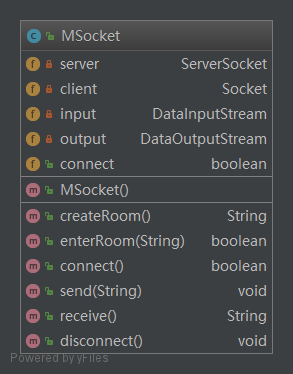 MSocket
server ServerSocket
client Socket
input DataInputStream
output DataOutputStream
connect boolean
MSocket()
createRoom() String
enterRoom(String) boolean
connect() boolean
send(String) void
receive() String
disconnect() void
Powered by yFiles